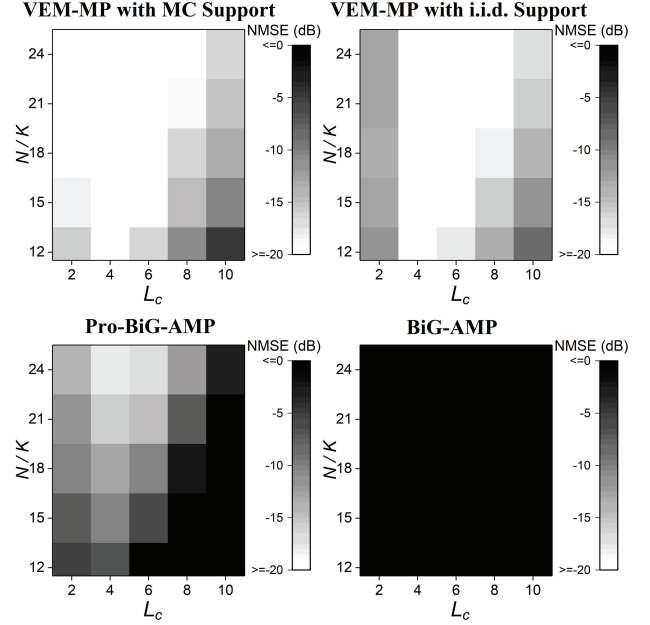 VEM-MP with MC Support
NMSE (dB)
<=0
-5
-10
-15
>=-20
24
21
18
15
12
N / K
2 4 6 8 10
L_c
VEM-MP with i.i.d. Support
NMSE (dB)
<=0
-5
-10
-15
>=-20
24
21
18
15
12
N / K
2 4 6 8 10
L_c
Pro-BiG-AMP
NMSE (dB)
<=0
-5
-10
-15
>=-20
24
21
18
15
12
N / K
2 4 6 8 10
L_c
BiG-AMP
NMSE (dB)
<=0
-5
-10
-15
>=-20
24
21
18
15
12
N / K
2 4 6 8 10
L_c